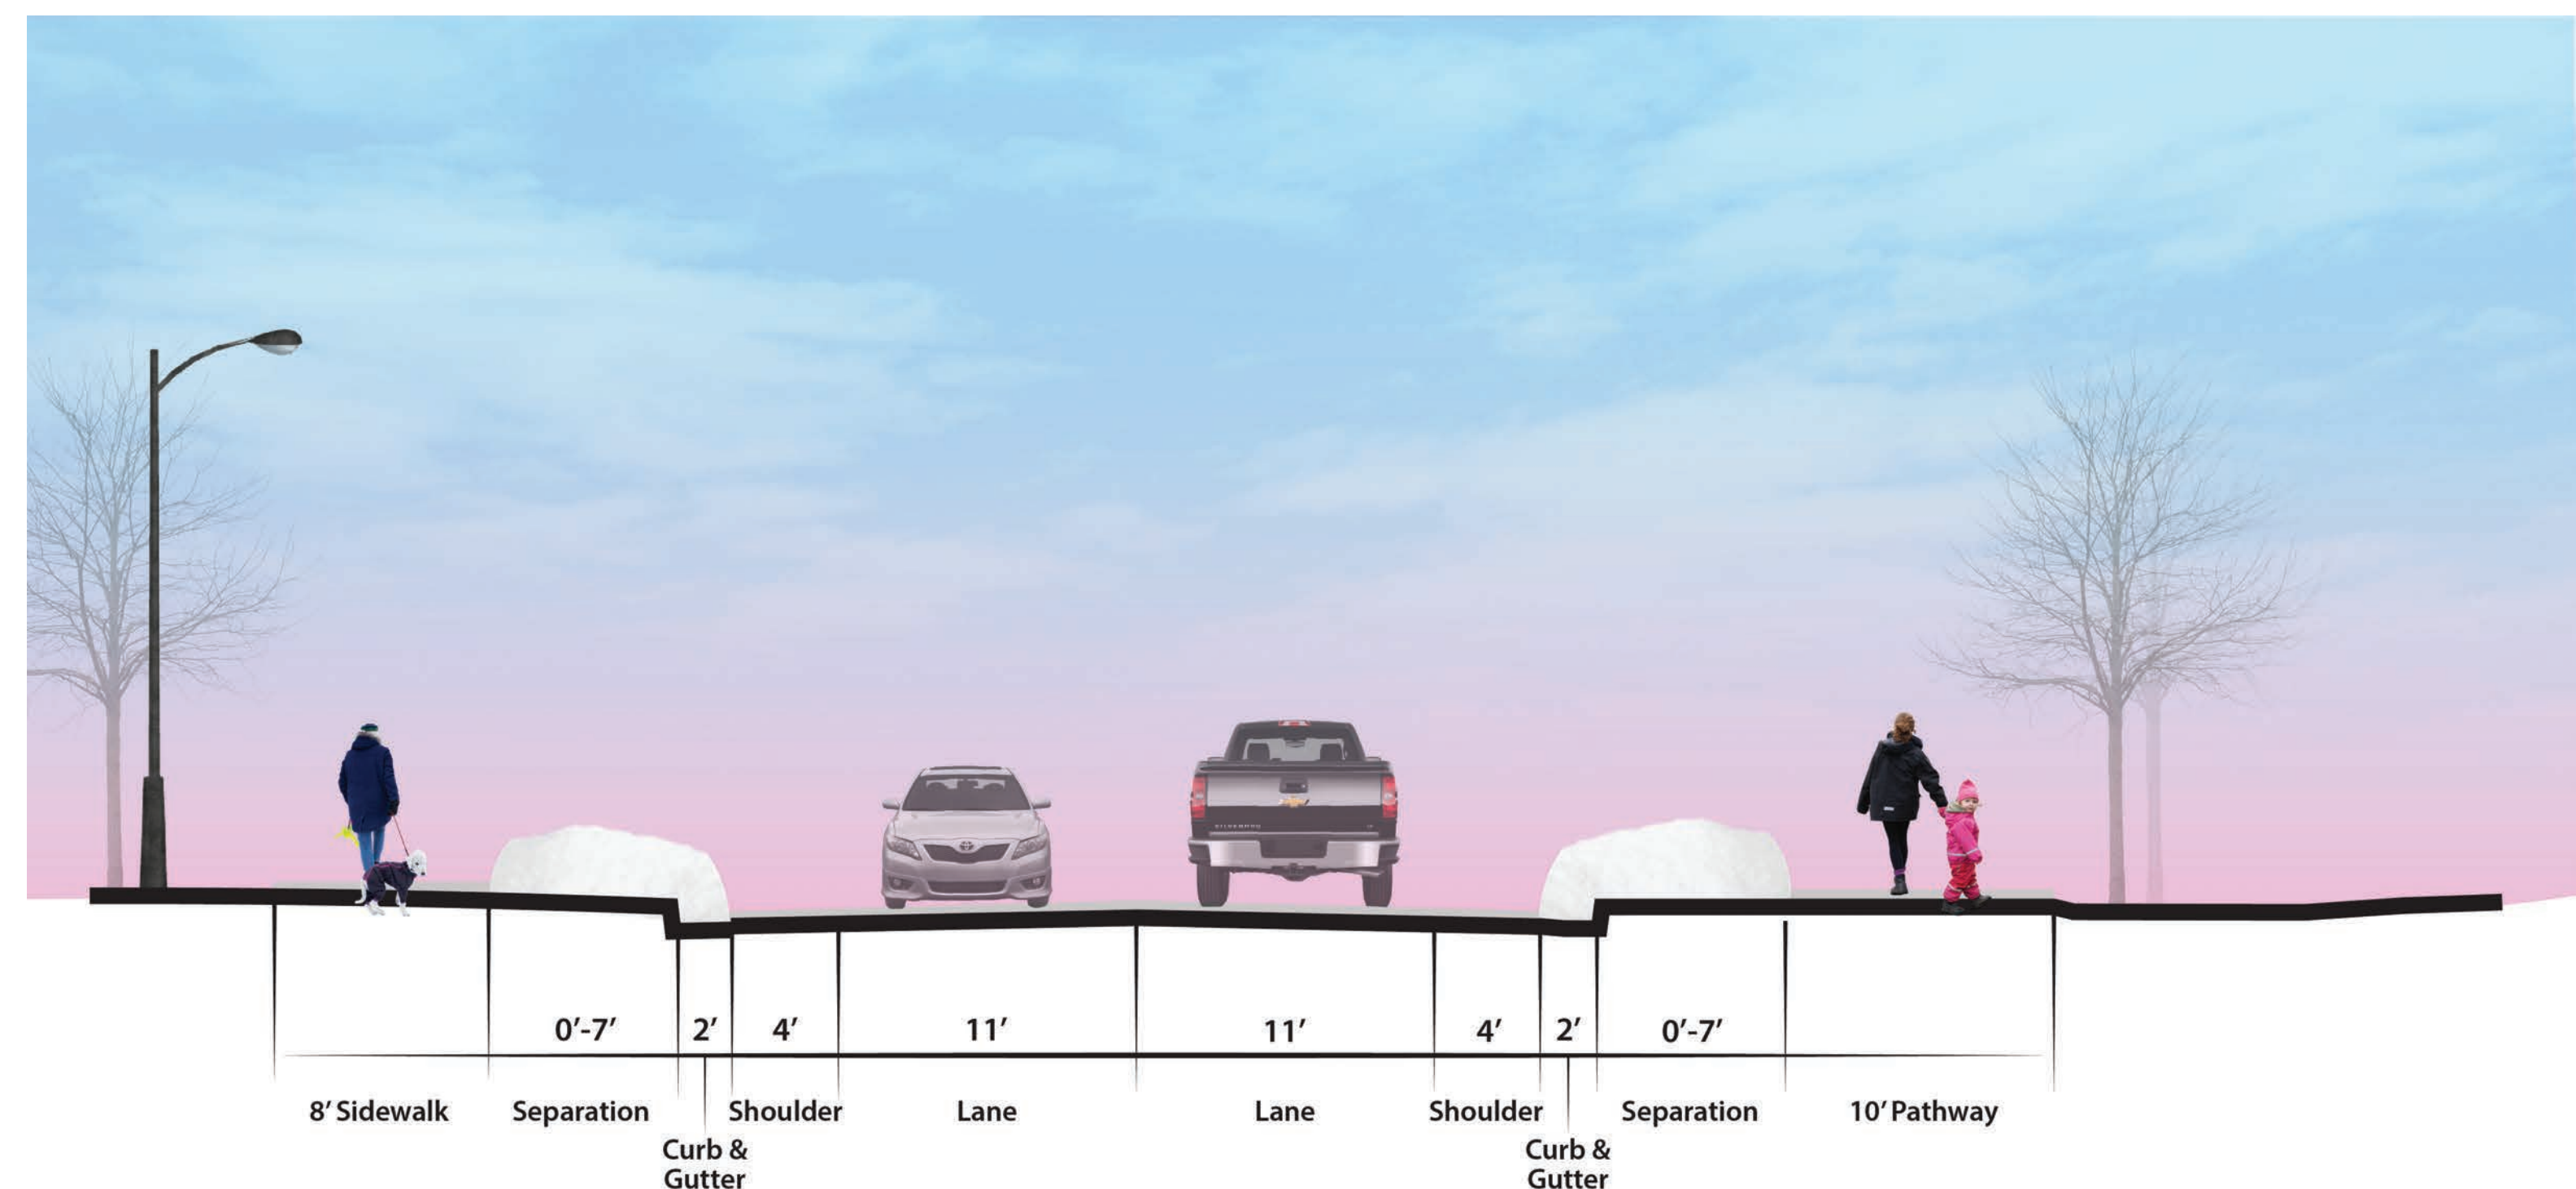 0'-7' 2' 4' 11' 11' 4' 2' 0'-7'
8' Sidewalk Separation Shoulder Lane Lane Shoulder Separation 10' Pathway
Curb & Curb &
Gutter Gutter
SILVERADO